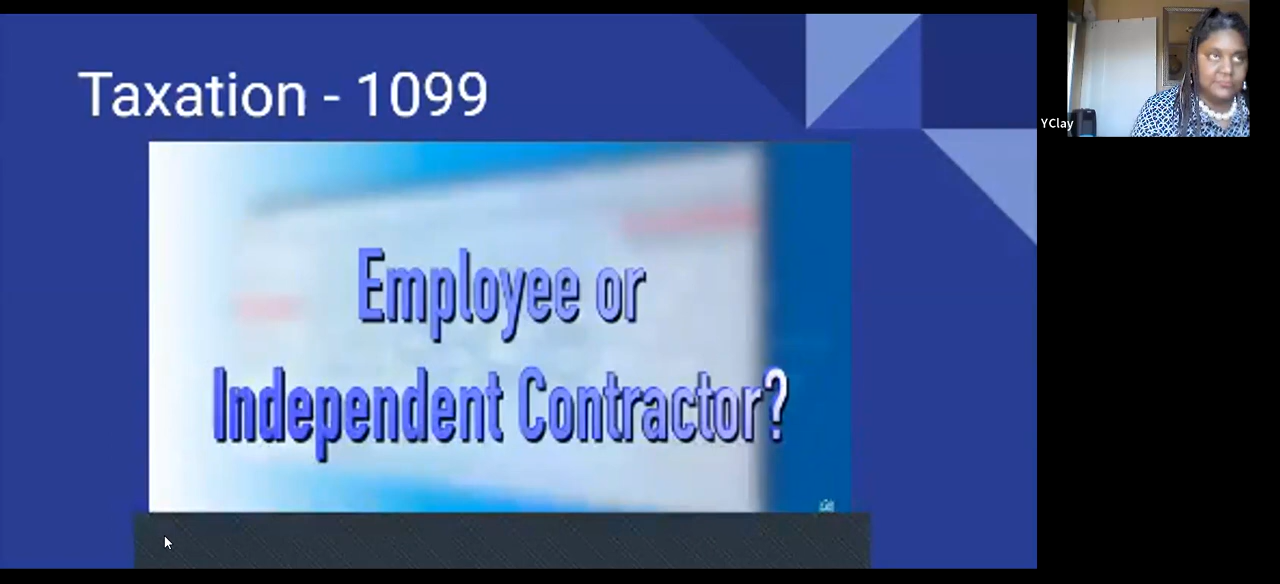 Taxation - 1099
YClay
Employee or
Independent Contractor?